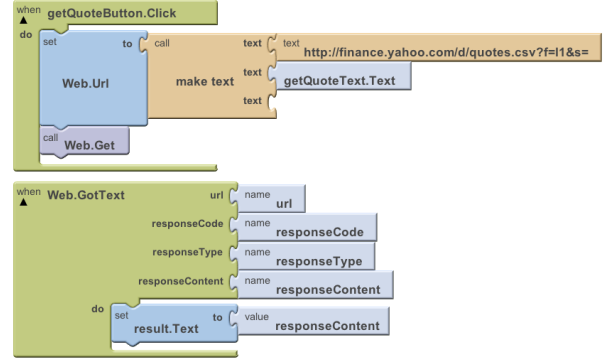 when getQuoteButton.Click
do set to call text text
http://finance.yahoo.com/d/quotes.csv?f=l1&s=
Web.Url make text text getQuoteText.Text
text
call
Web.Get
when Web.GotText url name
url
responseCode name
responseCode
responseType name
responseType
responseContent name
responseContent
do set to value
result.Text responseContent